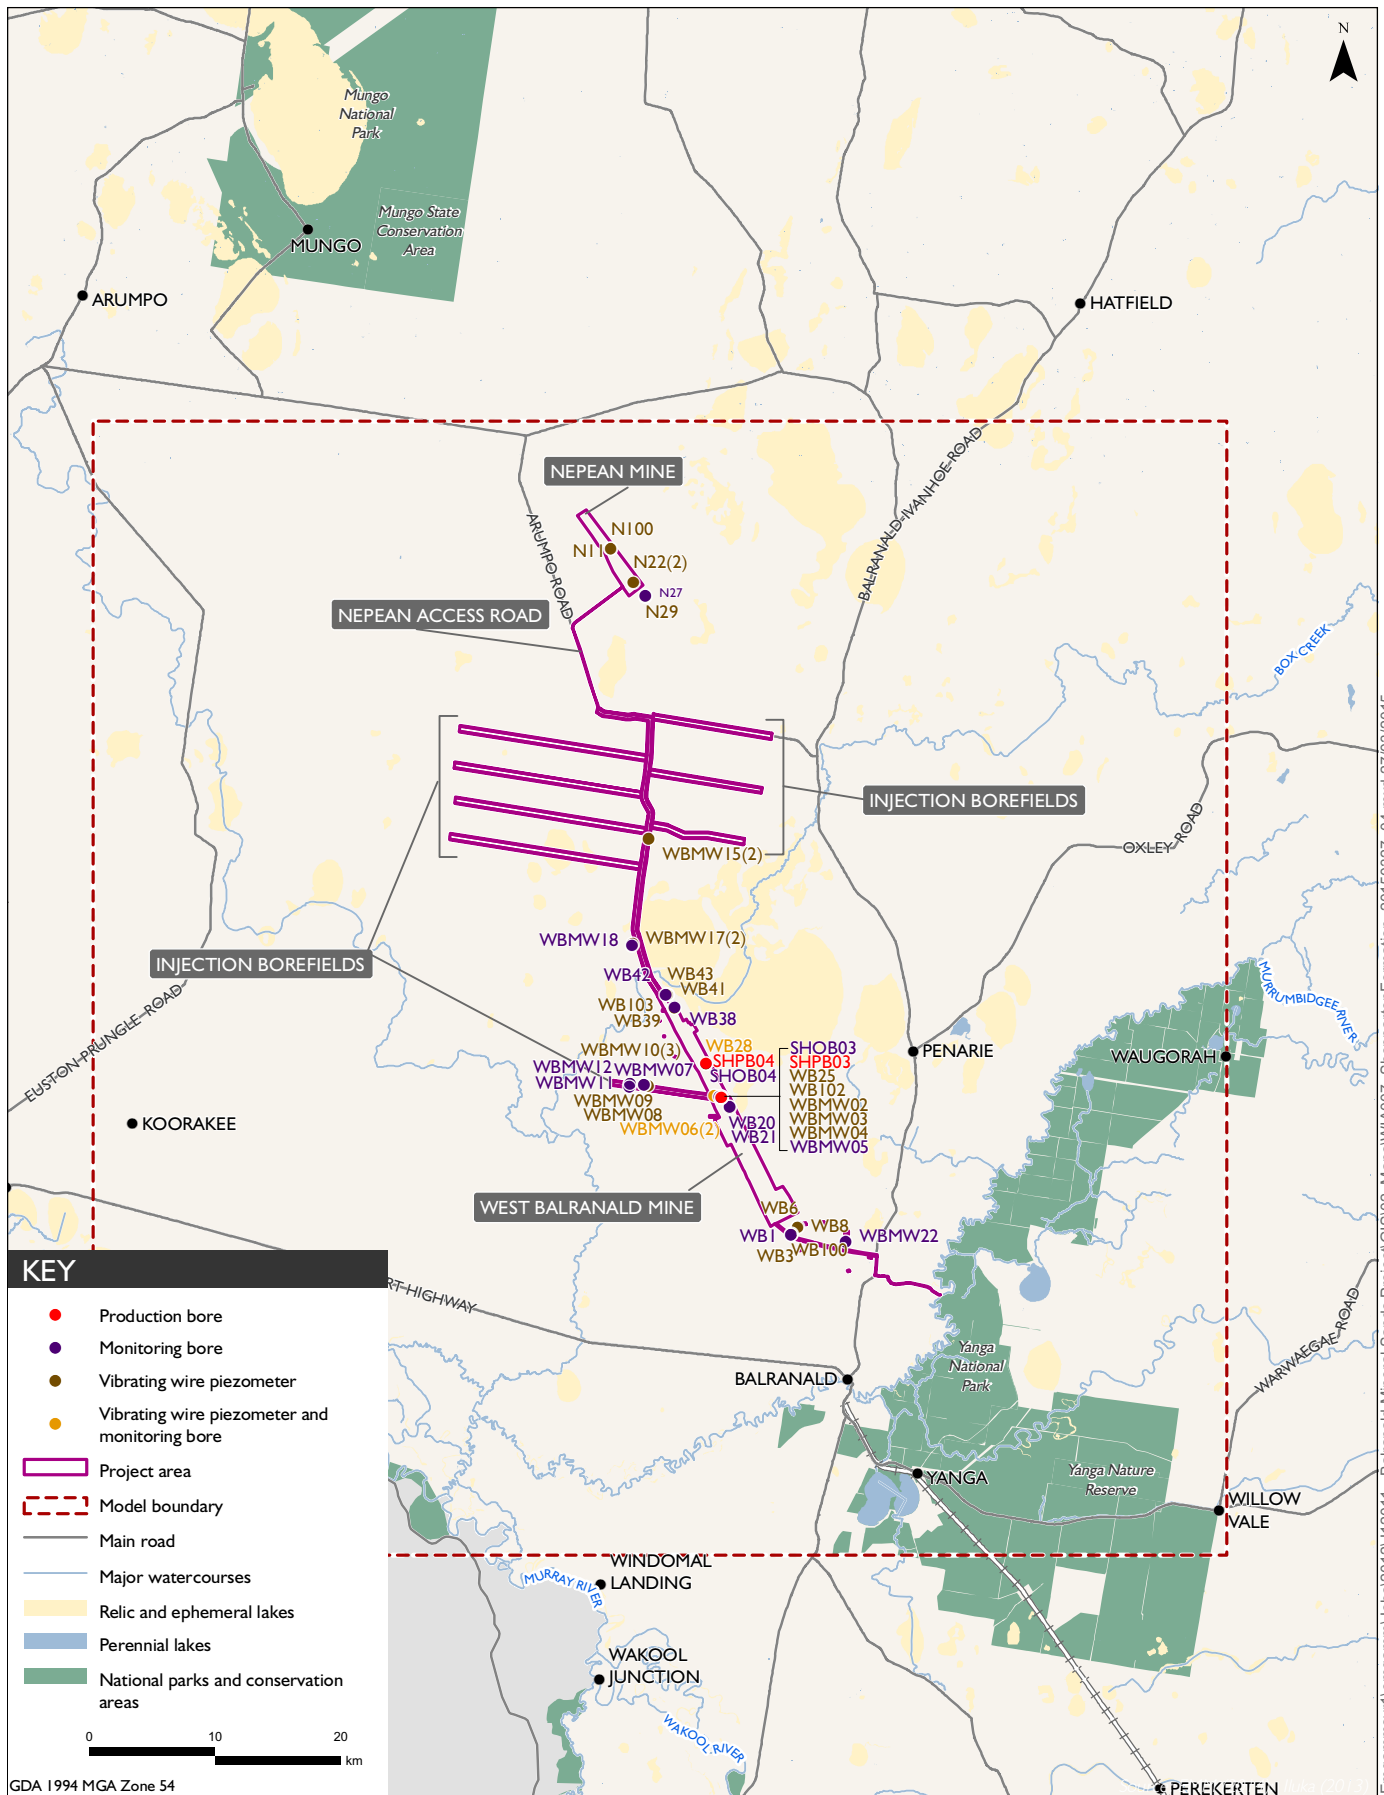 N
Mungo
National
Park
Mungo State
Conservation
Area
MUNGO
ARUMPO
HATFIELD
NEPEAN MINE
BALRANALD-IVANHOE-ROAD
ARUMPO-ROAD
N100
N11
N22(2)
N27
N29
NEPEAN ACCESS ROAD
BOX CREEK
INJECTION BOREFIELDS
OXLEY-ROAD
WBMW15(2)
WBMW18
WBMW17(2)
INJECTION BOREFIELDS
WB42
WB43
WB41
WB103
WB39
WB38
MURRUMBIDGEE RIVER
EUSTON-PRUNGLE-ROAD
WBMW10(3)
WB28
SHPB04
SHOB04
SHOB03
SHPB03
WB25
WB102
WBMW02
WBMW03
WBMW04
WBMW05
WBMW12
WBMW07
WBMW11
WBMW09
WBMW08
WBMW06(2)
WB20
WB21
PENARIE
WAUGORAH
KOORAKEE
WEST BALRANALD MINE
WB6
WB8
WB1
WB3
WB100
WBMW22
RT-HIGHWAY
BALRANALD
Yanga
National
Park
WARWAEGAE-ROAD
YANGA
Yanga Nature
Reserve
WILLOW
VALE
WINDOMAL
LANDING
MURRAY RIVER
WAKOOL
JUNCTION
WAKOOL-RIVER
PEREKERTEN
KEY
Production bore
Monitoring bore
Vibrating wire piezometer
Vibrating wire piezometer and
monitoring bore
Project area
Model boundary
Main road
Major watercourses
Relic and ephemeral lakes
Perennial lakes
National parks and conservation
areas
0 10 20
km
GDA 1994 MGA Zone 54